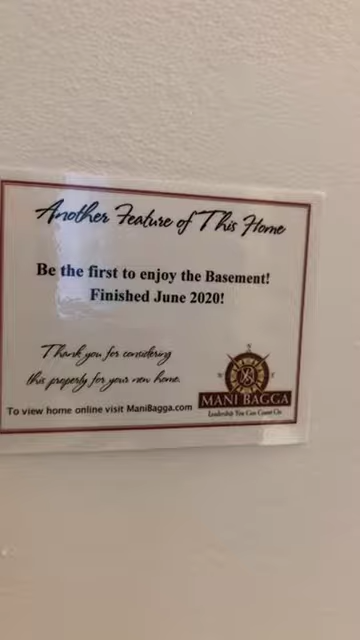 Another Feature of This Home
Be the first to enjoy the Basement!
Finished June 2020!
Thank you for considering
this property for your new home.
To view home online visit ManiBagga.com
N
W
E
MB
MANI BAGGA
Leadership You Can Count On